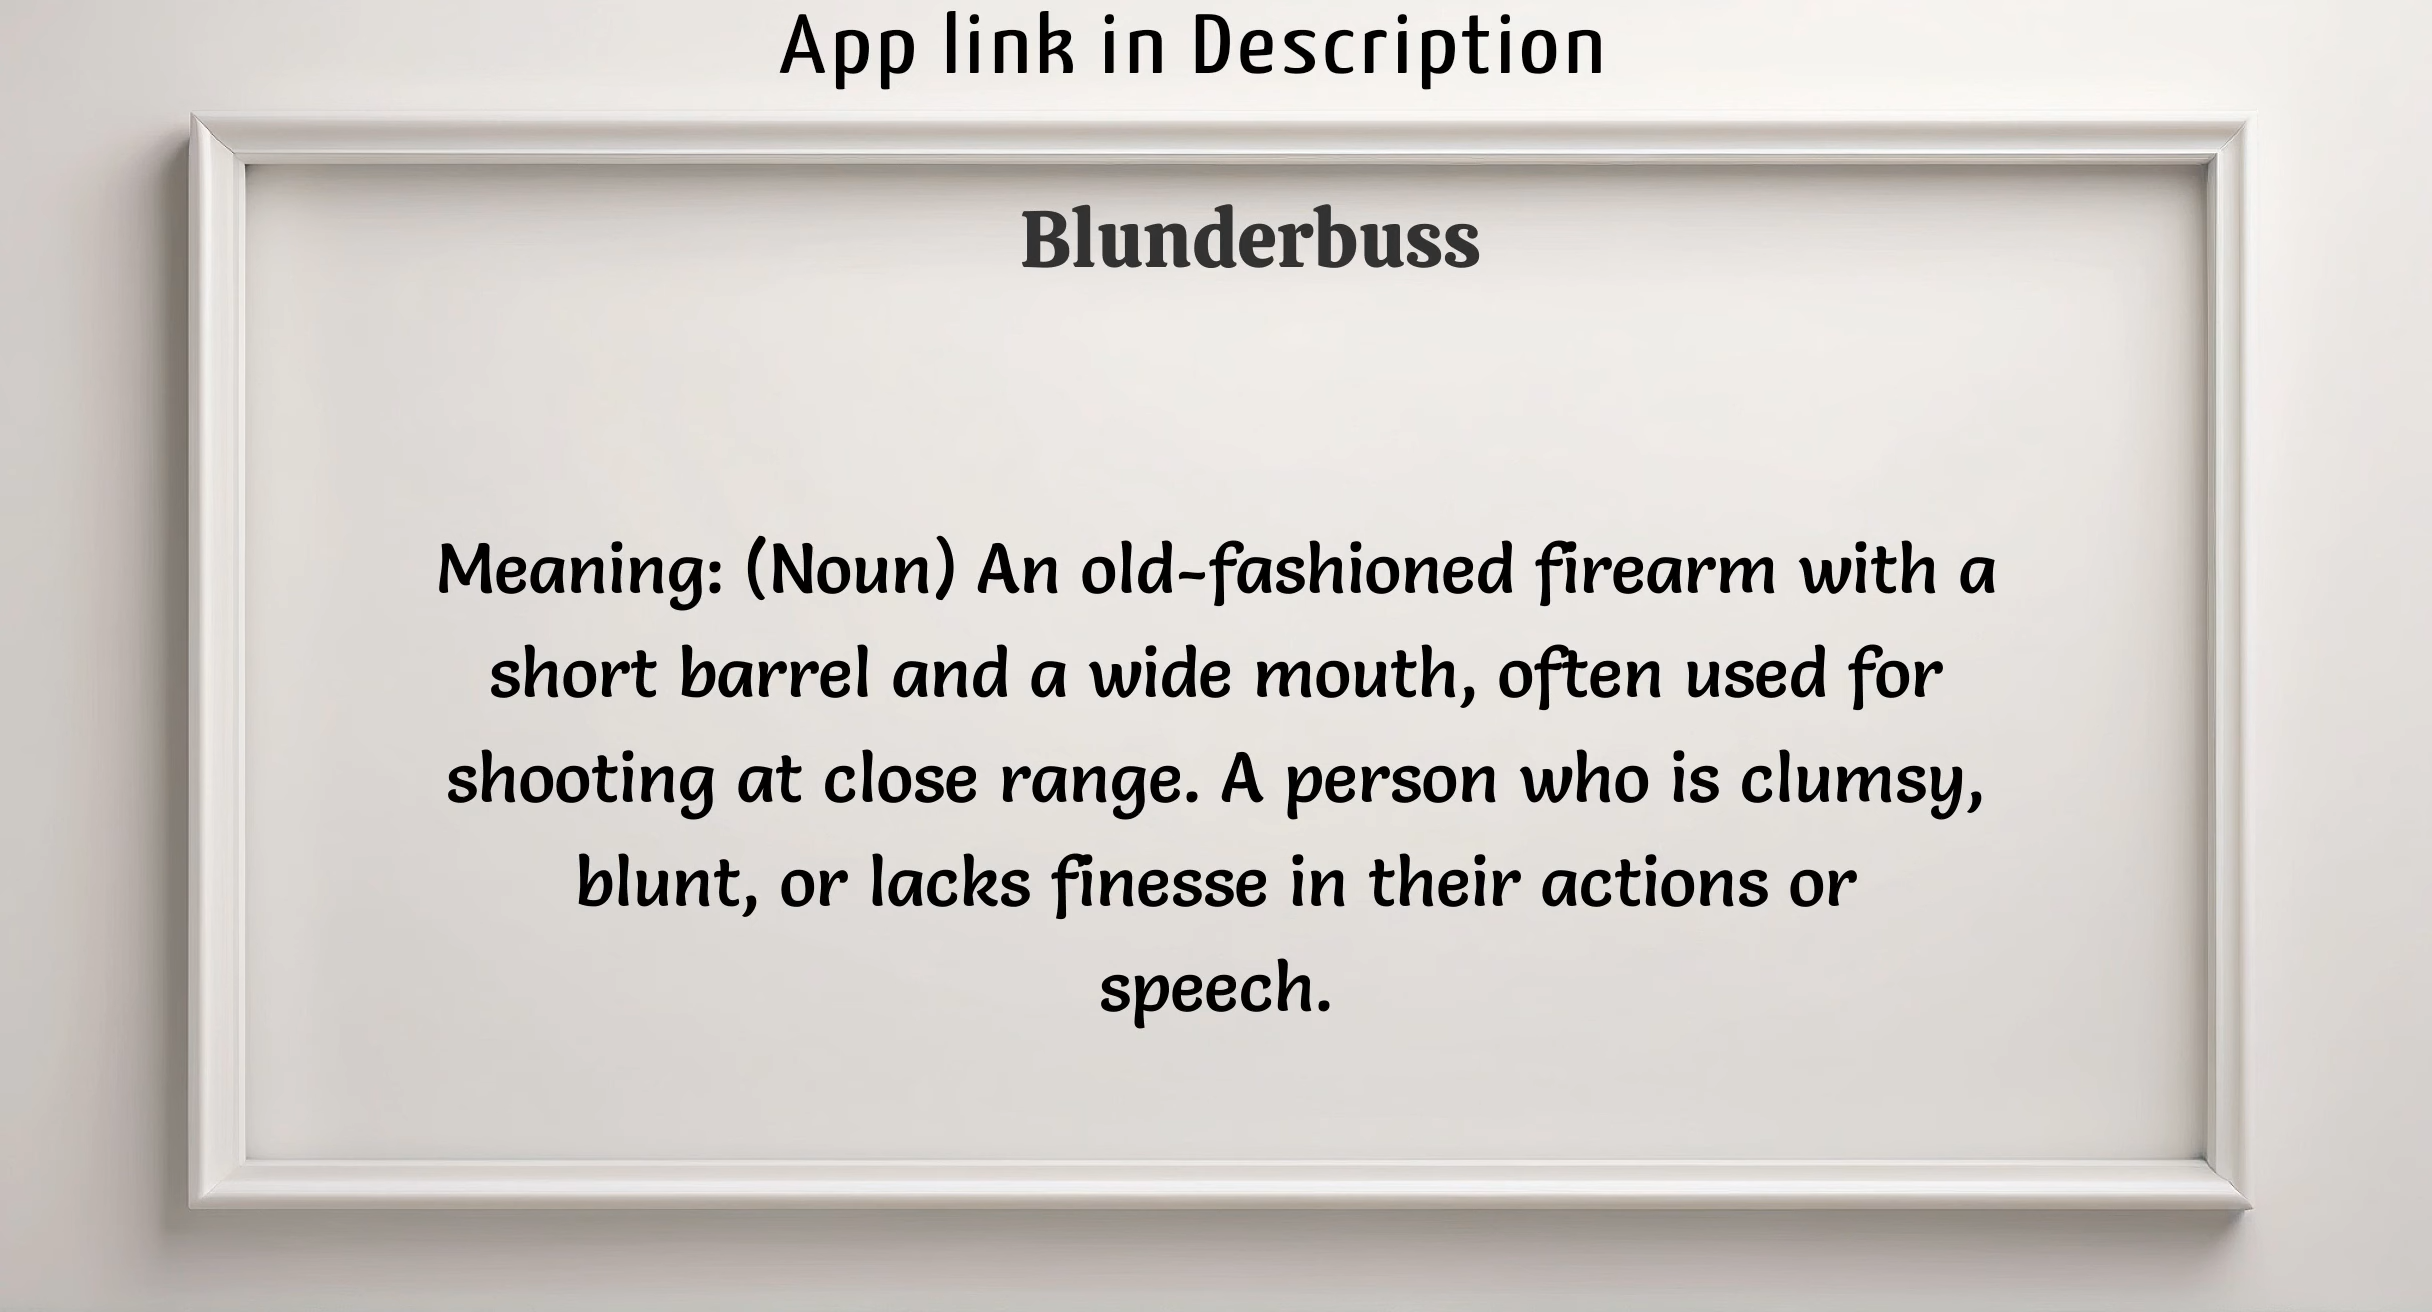 App link in Description
Blunderbuss
Meaning: (Noun) An old-fashioned firearm with a
short barrel and a wide mouth, often used for
shooting at close range. A person who is clumsy,
blunt, or lacks finesse in their actions or
speech.